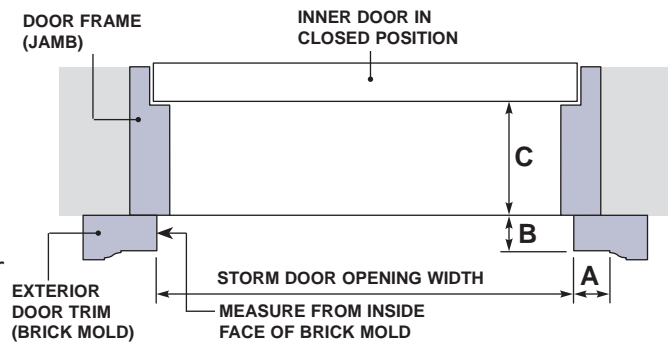 DOOR FRAME
(JAMB)
INNER DOOR IN
CLOSED POSITION
C
B
A
STORM DOOR OPENING WIDTH
EXTERIOR
DOOR TRIM
(BRICK MOLD)
MEASURE FROM INSIDE
FACE OF BRICK MOLD